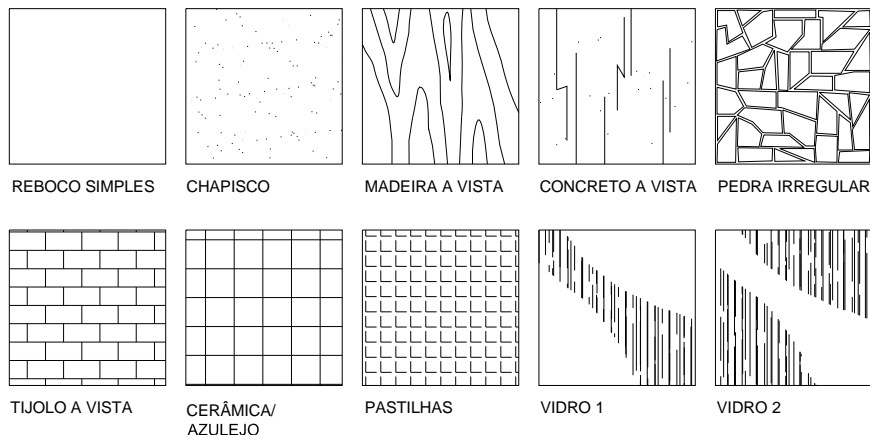 REBOCO SIMPLES
CHAPISCO
MADEIRA A VISTA
CONCRETO A VISTA
PEDRA IRREGULAR
TIJOLO A VISTA
CERÂMICA/
AZULEJO
PASTILHAS
VIDRO 1
VIDRO 2